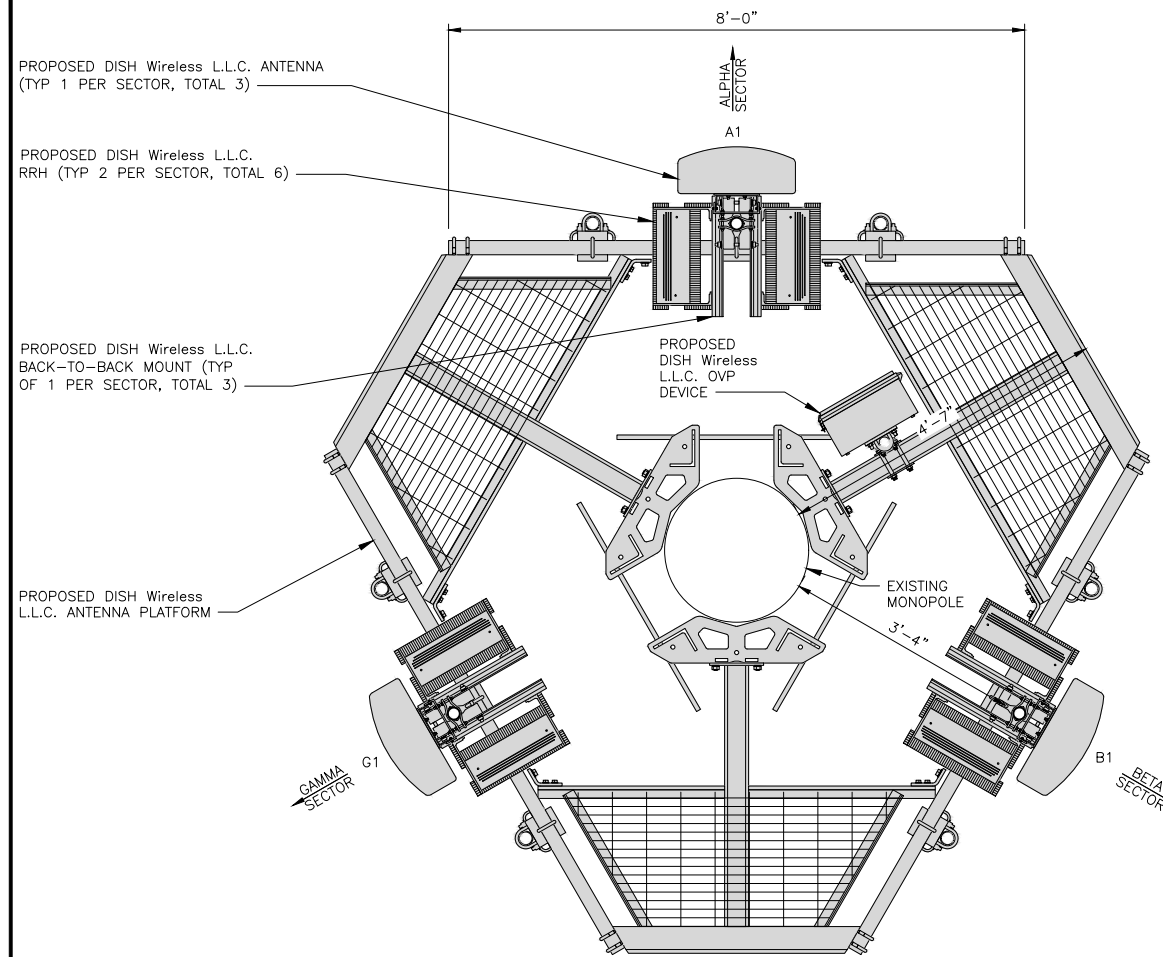 8'-0"
PROPOSED DISH Wireless L.L.C. ANTENNA
(TYP 1 PER SECTOR, TOTAL 3)
ALPHA
SECTOR
A1
PROPOSED DISH Wireless L.L.C.
RRH (TYP 2 PER SECTOR, TOTAL 6)
PROPOSED DISH Wireless L.L.C.
BACK-TO-BACK MOUNT (TYP
OF 1 PER SECTOR, TOTAL 3)
PROPOSED
DISH Wireless
L.L.C. OVP
DEVICE
4'-7"
PROPOSED DISH Wireless
L.L.C. ANTENNA PLATFORM
EXISTING
MONOPOLE
3'-4"
G1
GAMMA
SECTOR
B1
BETA
SECTOR